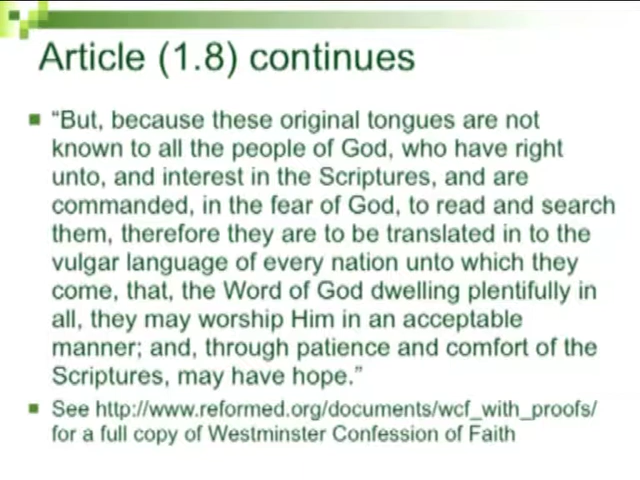 Article (1.8) continues
"But, because these original tongues are not
known to all the people of God, who have right
unto, and interest in the Scriptures, and are
commanded, in the fear of God, to read and search
them, therefore they are to be translated in to the
vulgar language of every nation unto which they
come, that, the Word of God dwelling plentifully in
all, they may worship Him in an acceptable
manner; and, through patience and comfort of the
Scriptures, may have hope."
See http://www.reformed.org/documents/wcf_with_proofs/
for a full copy of Westminster Confession of Faith